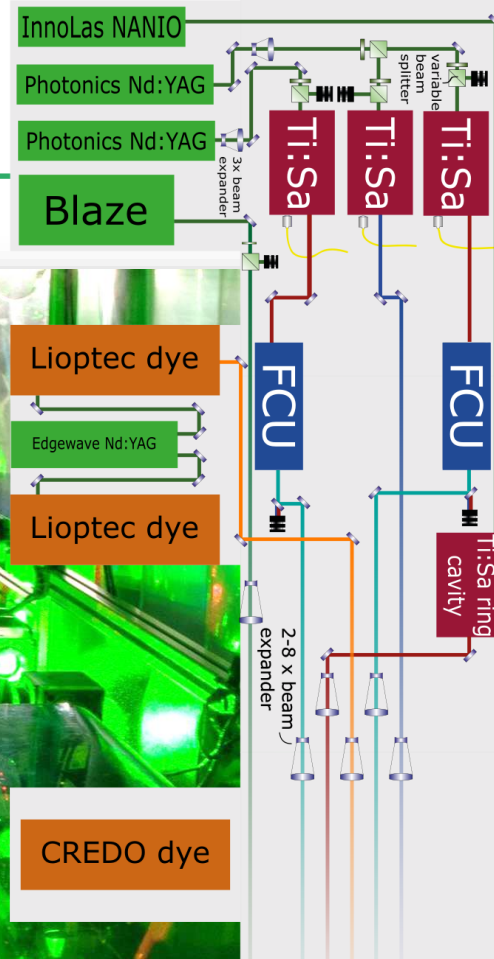 InnoLas NANIO
Photonics Nd:YAG
Photonics Nd:YAG
3x beam
expander
variable
beam
splitter
Ti:Sa
Ti:Sa
Ti:Sa
Blaze
Lioptec dye
Edgewave Nd:YAG
Lioptec dye
FCU
FCU
Ti:Sa ring
cavity
2-8 x beam
expander
CREDO dye